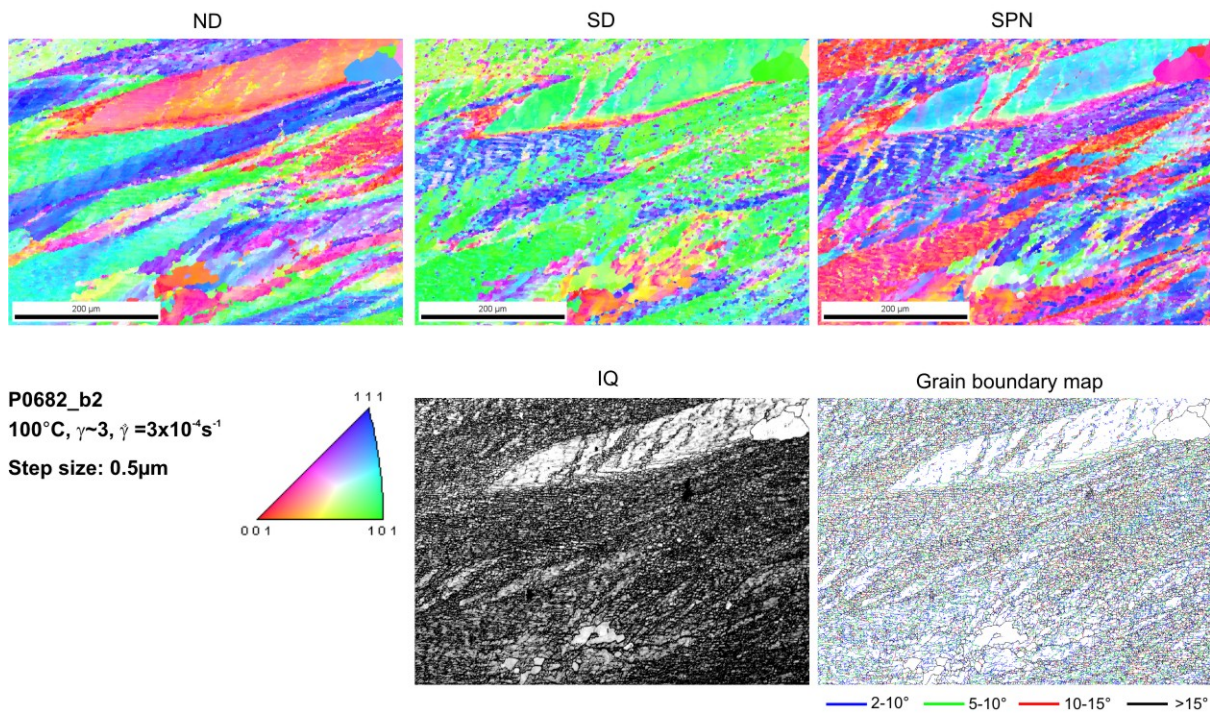 ND
SD
SPN
200 µm
200 µm
200 µm
P0682_b2
100°C, γ~3, γ̇ =3x10⁻⁴s⁻¹
Step size: 0.5µm
1 1 1
0 0 1
1 0 1
IQ
Grain boundary map
2-10°
5-10°
10-15°
>15°